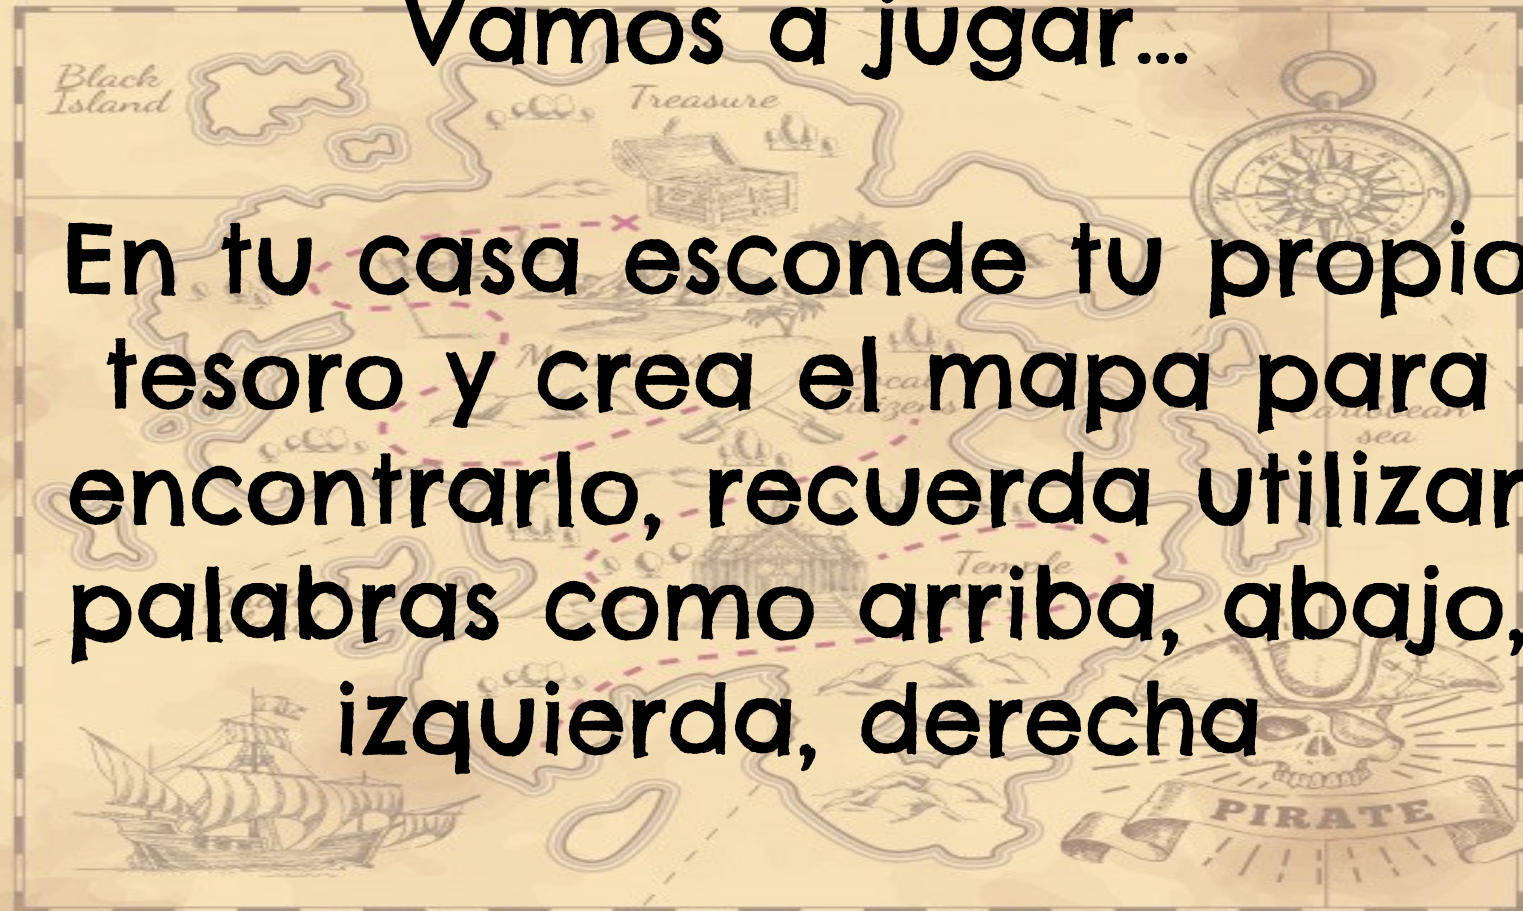 Vamos a jugar...
Black
Island
Treasure
En tu casa esconde tu propio
tesoro y crea el mapa para
encontrarlo, recuerda utilizar
sea
palabras como arriba, abajo,
Temple
izquierda, derecha
PIRATE